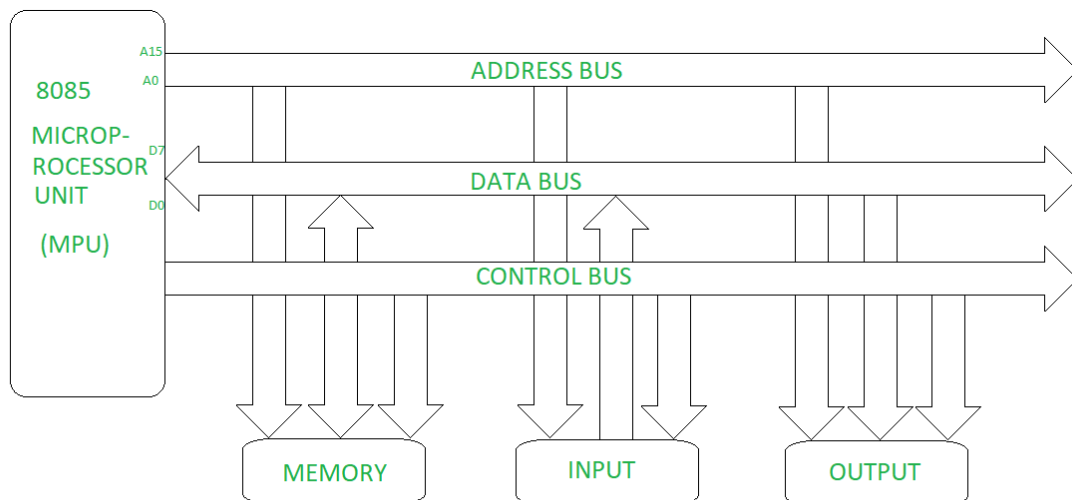 A15
A0
8085
MICROP-
ROCESSOR
UNIT
(MPU)
D7
D0
ADDRESS BUS
DATA BUS
CONTROL BUS
MEMORY
INPUT
OUTPUT